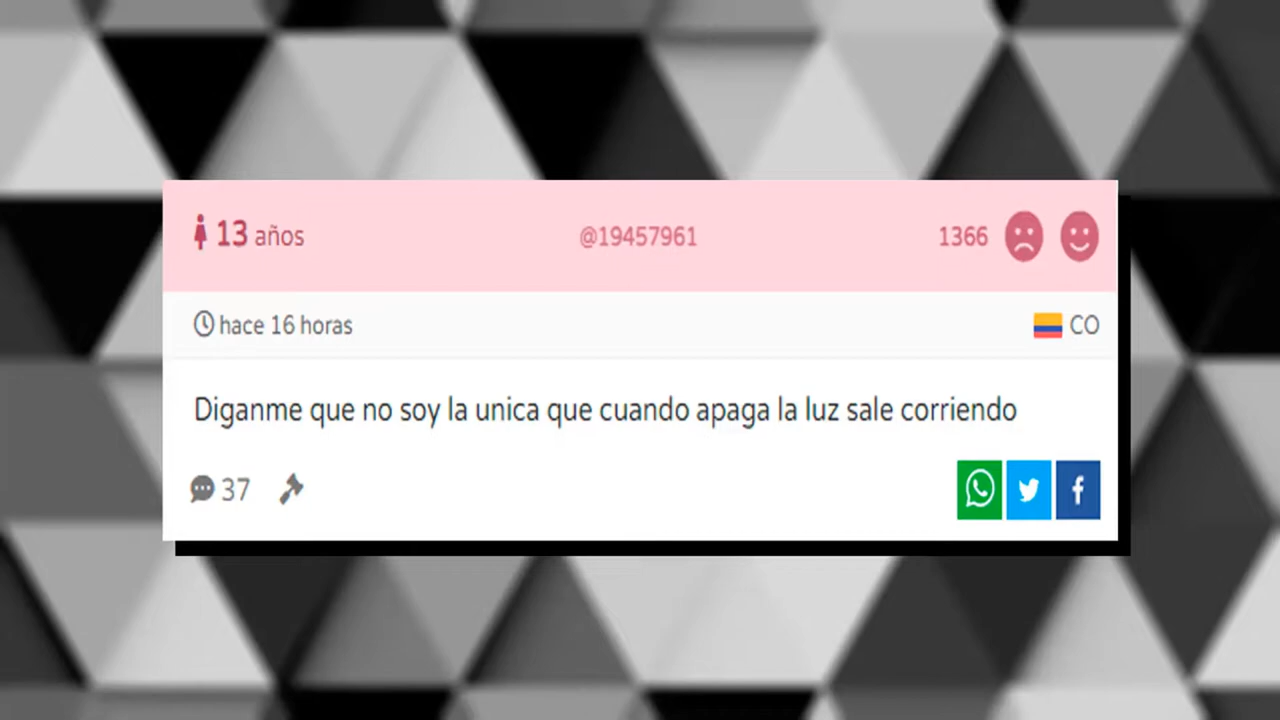 13 años @19457961 1366
hace 16 horas CO
Diganme que no soy la unica que cuando apaga la luz sale corriendo
37